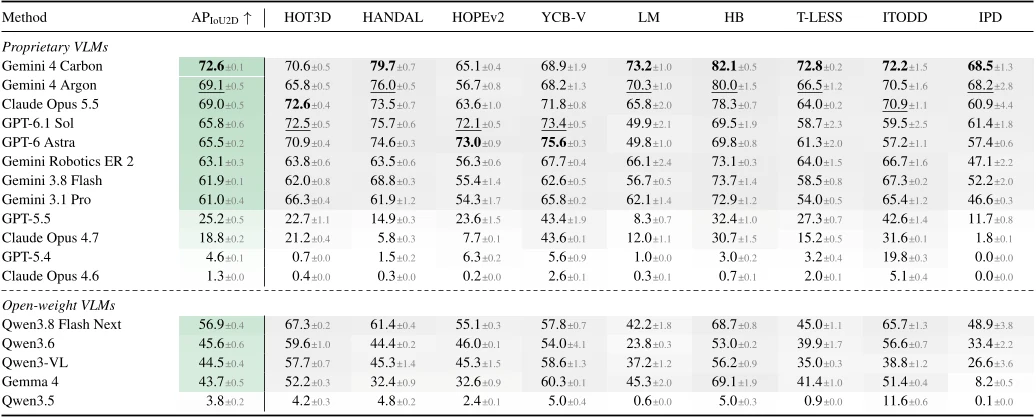 Method AP_IoU2D ↑ HOT3D HANDAL HOPEv2 YCB-V LM HB T-LESS ITODD IPD
Proprietary VLMs
Gemini 4 Carbon 72.6±0.1 70.6±0.5 79.7±0.7 65.1±0.4 68.9±1.9 73.2±1.0 82.1±0.5 72.8±0.2 72.2±1.5 68.5±1.3
Gemini 4 Argon 69.1±0.5 65.8±0.5 76.0±0.5 56.7±0.8 68.2±1.3 70.3±1.0 80.0±1.5 66.5±1.2 70.5±1.6 68.2±2.8
Claude Opus 5.5 69.0±0.5 72.6±0.4 73.5±0.7 63.6±1.0 71.8±0.8 65.8±2.0 78.3±0.7 64.0±0.2 70.9±1.1 60.9±4.4
GPT-6.1 Sol 65.8±0.6 72.5±0.5 75.7±0.6 72.1±0.5 73.4±0.5 49.9±2.1 69.5±1.9 58.7±2.3 59.5±2.5 61.4±1.8
GPT-6 Astra 65.5±0.2 70.9±0.4 74.6±0.3 73.0±0.9 75.6±0.3 49.8±1.0 69.8±0.8 61.3±2.0 57.2±1.1 57.4±0.6
Gemini Robotics ER 2 63.1±0.3 63.8±0.6 63.5±0.6 56.3±0.6 67.7±0.4 66.1±2.4 73.1±0.3 64.0±1.5 66.7±1.6 47.1±2.2
Gemini 3.8 Flash 61.9±0.1 62.0±0.8 68.8±0.3 55.4±1.4 62.6±0.5 56.7±0.5 73.7±1.4 58.5±0.8 67.3±0.2 52.2±2.0
Gemini 3.1 Pro 61.0±0.4 66.3±0.4 61.9±1.2 54.3±1.7 65.8±0.2 62.1±1.4 72.9±1.2 54.0±0.5 65.4±1.2 46.6±0.3
GPT-5.5 25.2±0.5 22.7±1.1 14.9±0.3 23.6±1.5 43.4±1.9 8.3±0.7 32.4±1.0 27.3±0.7 42.6±1.4 11.7±0.8
Claude Opus 4.7 18.8±0.2 21.2±0.4 5.8±0.3 7.7±0.1 43.6±0.1 12.0±1.1 30.7±1.5 15.2±0.5 31.6±0.1 1.8±0.1
GPT-5.4 4.6±0.1 0.7±0.0 1.5±0.2 6.3±0.2 5.6±0.9 1.0±0.0 3.0±0.2 3.2±0.4 19.8±0.3 0.0±0.0
Claude Opus 4.6 1.3±0.0 0.4±0.0 0.3±0.0 0.2±0.0 2.6±0.1 0.3±0.1 0.7±0.1 2.0±0.1 5.1±0.4 0.0±0.0
Open-weight VLMs
Qwen3.8 Flash Next 56.9±0.4 67.3±0.2 61.4±0.4 55.1±0.3 57.8±0.7 42.2±1.8 68.7±0.8 45.0±1.1 65.7±1.3 48.9±3.8
Qwen3.6 45.6±0.6 59.6±1.0 44.4±0.2 46.0±0.1 54.0±4.1 23.8±0.3 53.0±0.2 39.9±1.7 56.6±0.7 33.4±2.2
Qwen3-VL 44.5±0.4 57.7±0.7 45.3±1.4 45.3±1.5 58.6±1.3 37.2±1.2 56.2±0.9 35.0±0.3 38.8±1.2 26.6±3.6
Gemma 4 43.7±0.5 52.2±0.3 32.4±0.9 32.6±0.9 60.3±0.1 45.3±2.0 69.1±1.9 41.4±1.0 51.4±0.4 8.2±0.5
Qwen3.5 3.8±0.2 4.2±0.3 4.8±0.2 2.4±0.1 5.0±0.4 0.6±0.0 5.0±0.3 0.9±0.0 11.6±0.6 0.1±0.0